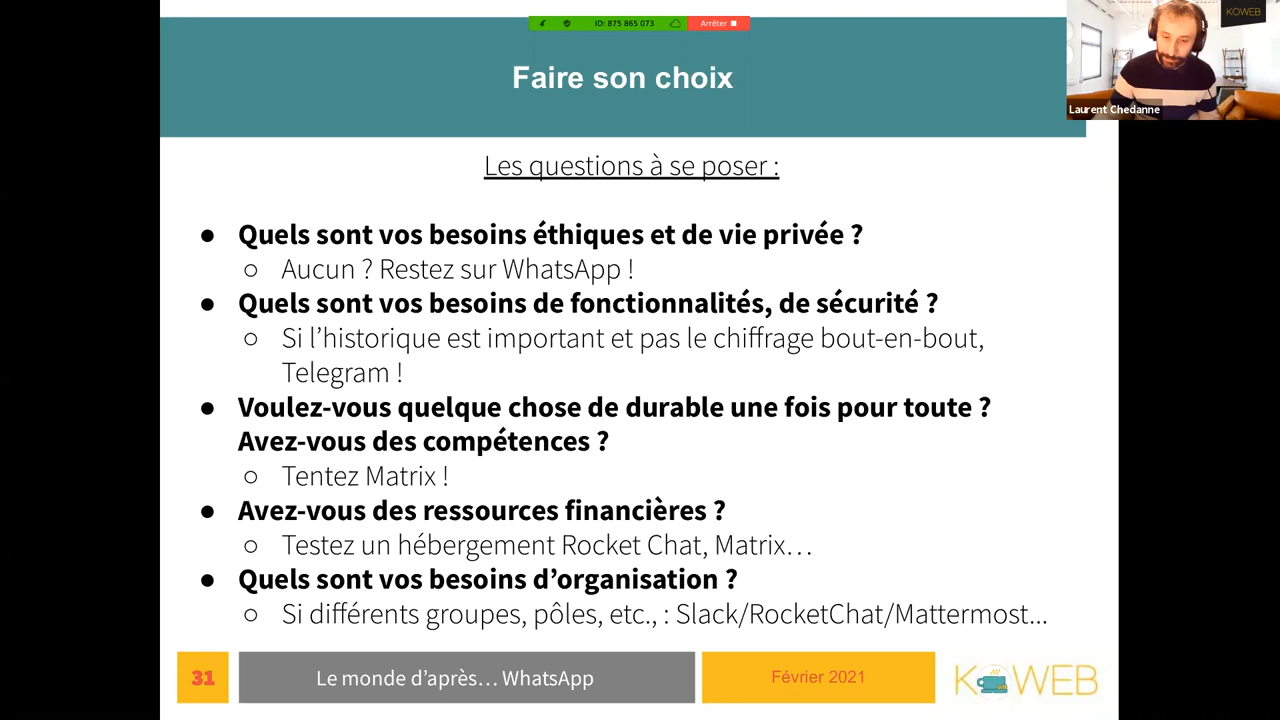 ID: 875 865 073
Arrêter
KOWEB
Laurent Chedanne
Faire son choix
Les questions à se poser :
● Quels sont vos besoins éthiques et de vie privée ?
○ Aucun ? Restez sur WhatsApp !
● Quels sont vos besoins de fonctionnalités, de sécurité ?
○ Si l'historique est important et pas le chiffrage bout-en-bout,
Telegram !
● Voulez-vous quelque chose de durable une fois pour toute ?
Avez-vous des compétences ?
○ Tentez Matrix !
● Avez-vous des ressources financières ?
○ Testez un hébergement Rocket Chat, Matrix…
● Quels sont vos besoins d'organisation ?
○ Si différents groupes, pôles, etc., : Slack/RocketChat/Mattermost...
31
Le monde d'après… WhatsApp
Février 2021
KOWEB